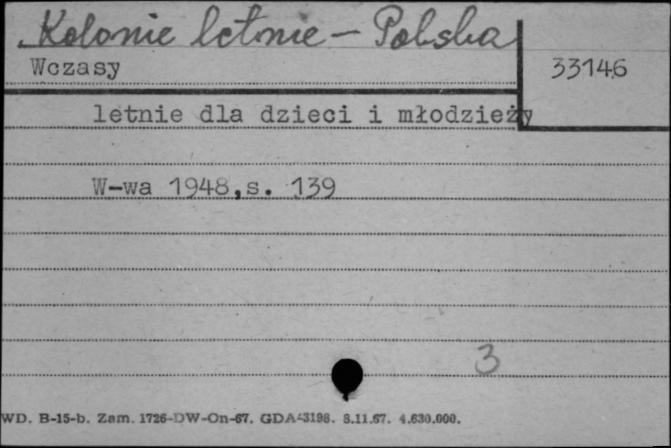 Kolonie letnie – Polska
Wczasy
33146
letnie dla dzieci i młodzieży
W-wa 1948,s. 139
3
WD. B-15-b. Zam. 1726-DW-On-67. GDA-3198. 8.11.67. 4.630.000.